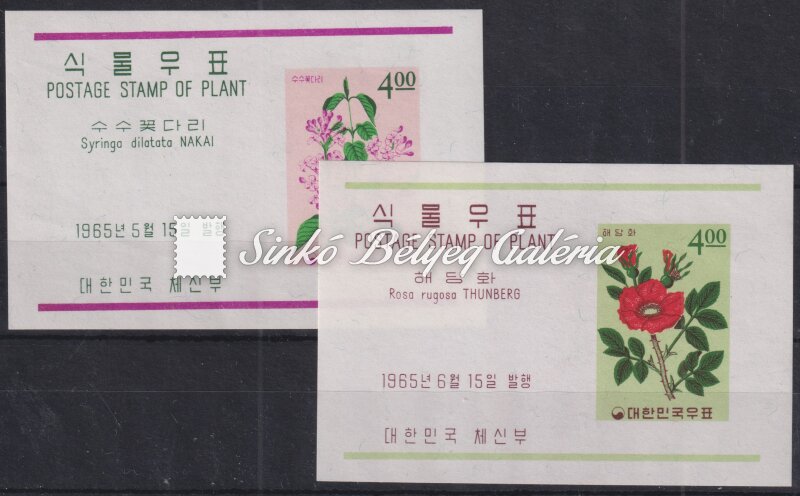 식물우표
POSTAGE STAMP OF PLANT
수수꽃다리
Syringa dilatata NAKAI
1965년 5월 15일 발행
대한민국 체신부
수수꽃다리
4.00
식물우표
POSTAGE STAMP OF PLANT
해당화
Rosa rugosa THUNBERG
1965년 6월 15일 발행
대한민국 체신부
해당화
4.00
대한민국우표
Sinkó Bélyeg Galéria